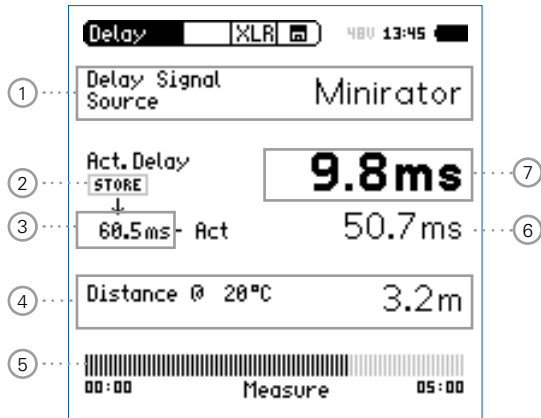 Delay XLR 48V 13:45
1 Delay Signal
Source Minirator
Act. Delay 9.8ms 7
2 STORE
3 60.5ms - Act 50.7ms 6
4 Distance @ 20°C 3.2m
5
00:00 Measure 05:00